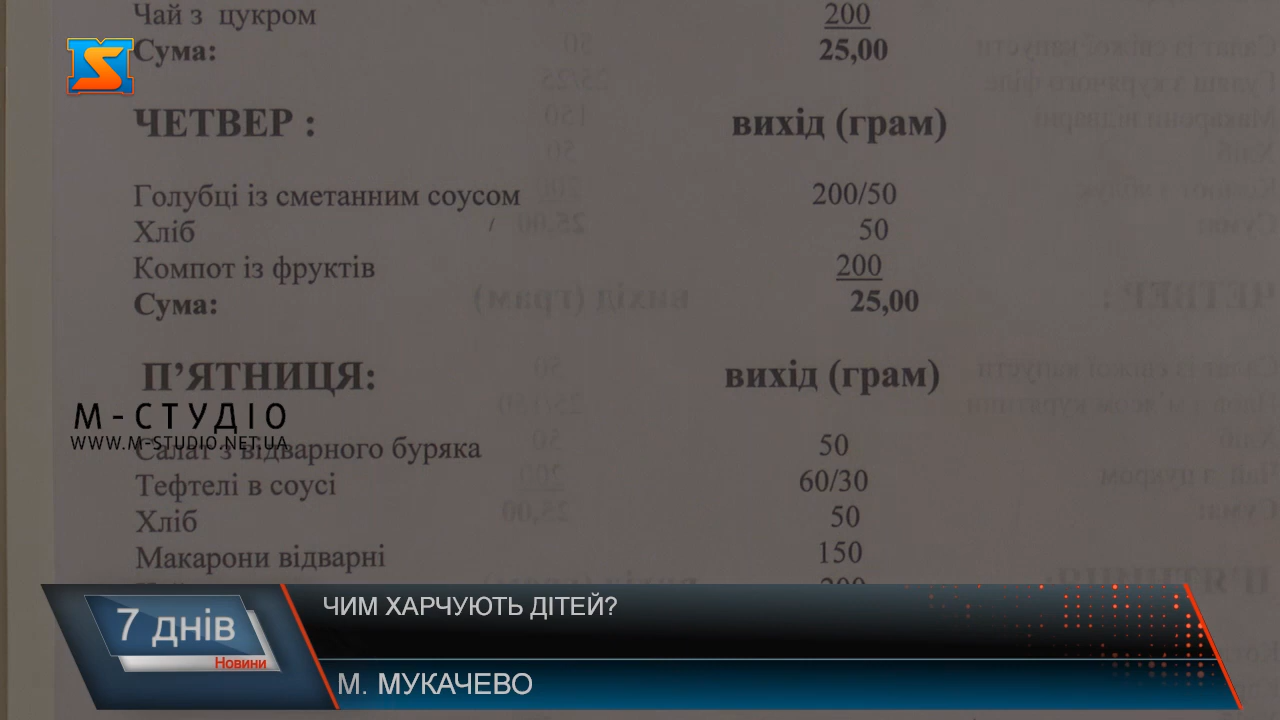 Чай з цукром 200
Сума: 25,00
ЧЕТВЕР : вихід (грам)
Голубці із сметанним соусом 200/50
Хліб 50
Компот із фруктів 200
Сума: 25,00
П’ЯТНИЦЯ: вихід (грам)
М-СТУДІО
WWW.M-STUDIO.NET.UA
Салат з відварного буряка 50
Тефтелі в соусі 60/30
Хліб 50
Макарони відварні 150
200
7 днів
Новини
ЧИМ ХАРЧУЮТЬ ДІТЕЙ?
М. МУКАЧЕВО